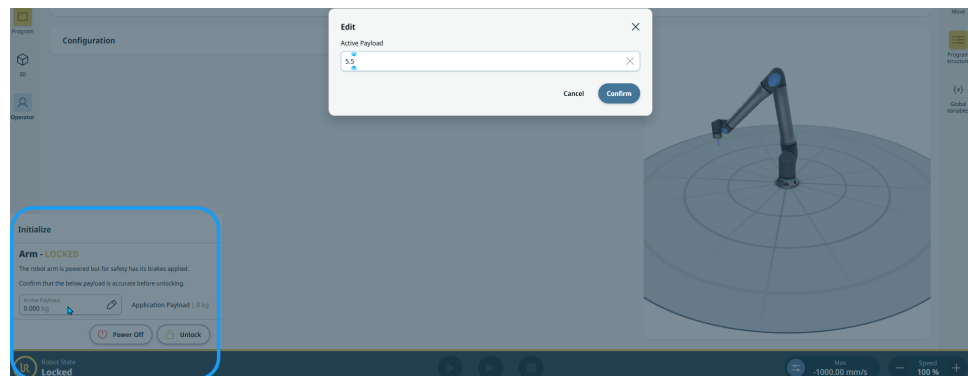 Program
Configuration
3D
Operator
Edit
Active Payload
5.5
Cancel
Confirm
Move
Program
structure
{x}
Global
Variables
Initialize
Arm - LOCKED
The robot arm is powered but for safety has its brakes applied.
Confirm that the below payload is accurate before unlocking.
Active Payload
0.000 kg
Application Payload | 0 kg
Power Off
Unlock
UR
Robot State
Locked
Max
-1000.00 mm/s
Speed
100 %